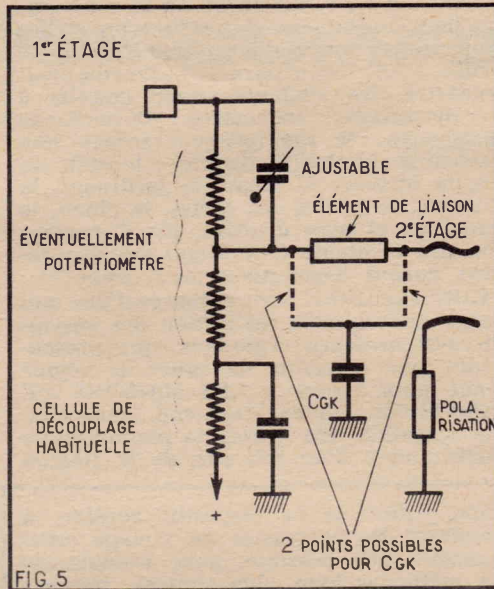 1er ÉTAGE
AJUSTABLE
ÉLÉMENT DE LIAISON
2e ÉTAGE
ÉVENTUELLEMENT
POTENTIOMÈTRE
CGK
CELLULE DE
DÉCOUPLAGE
HABITUELLE
POLA_
RISATION
+
2 POINTS POSSIBLES
POUR CGK
FIG.5